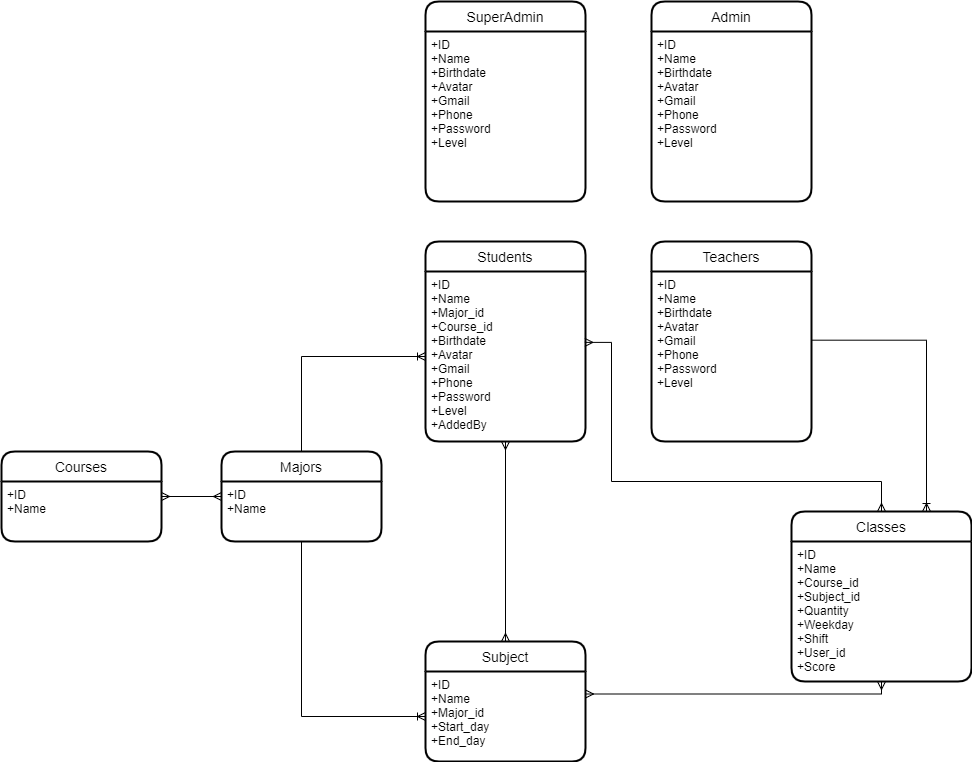 SuperAdmin
+ID
+Name
+Birthdate
+Avatar
+Gmail
+Phone
+Password
+Level
Admin
+ID
+Name
+Birthdate
+Avatar
+Gmail
+Phone
+Password
+Level
Students
+ID
+Name
+Major_id
+Course_id
+Birthdate
+Avatar
+Gmail
+Phone
+Password
+Level
+AddedBy
Teachers
+ID
+Name
+Birthdate
+Avatar
+Gmail
+Phone
+Password
+Level
Courses
+ID
+Name
Majors
+ID
+Name
Classes
+ID
+Name
+Course_id
+Subject_id
+Quantity
+Weekday
+Shift
+User_id
+Score
Subject
+ID
+Name
+Major_id
+Start_day
+End_day